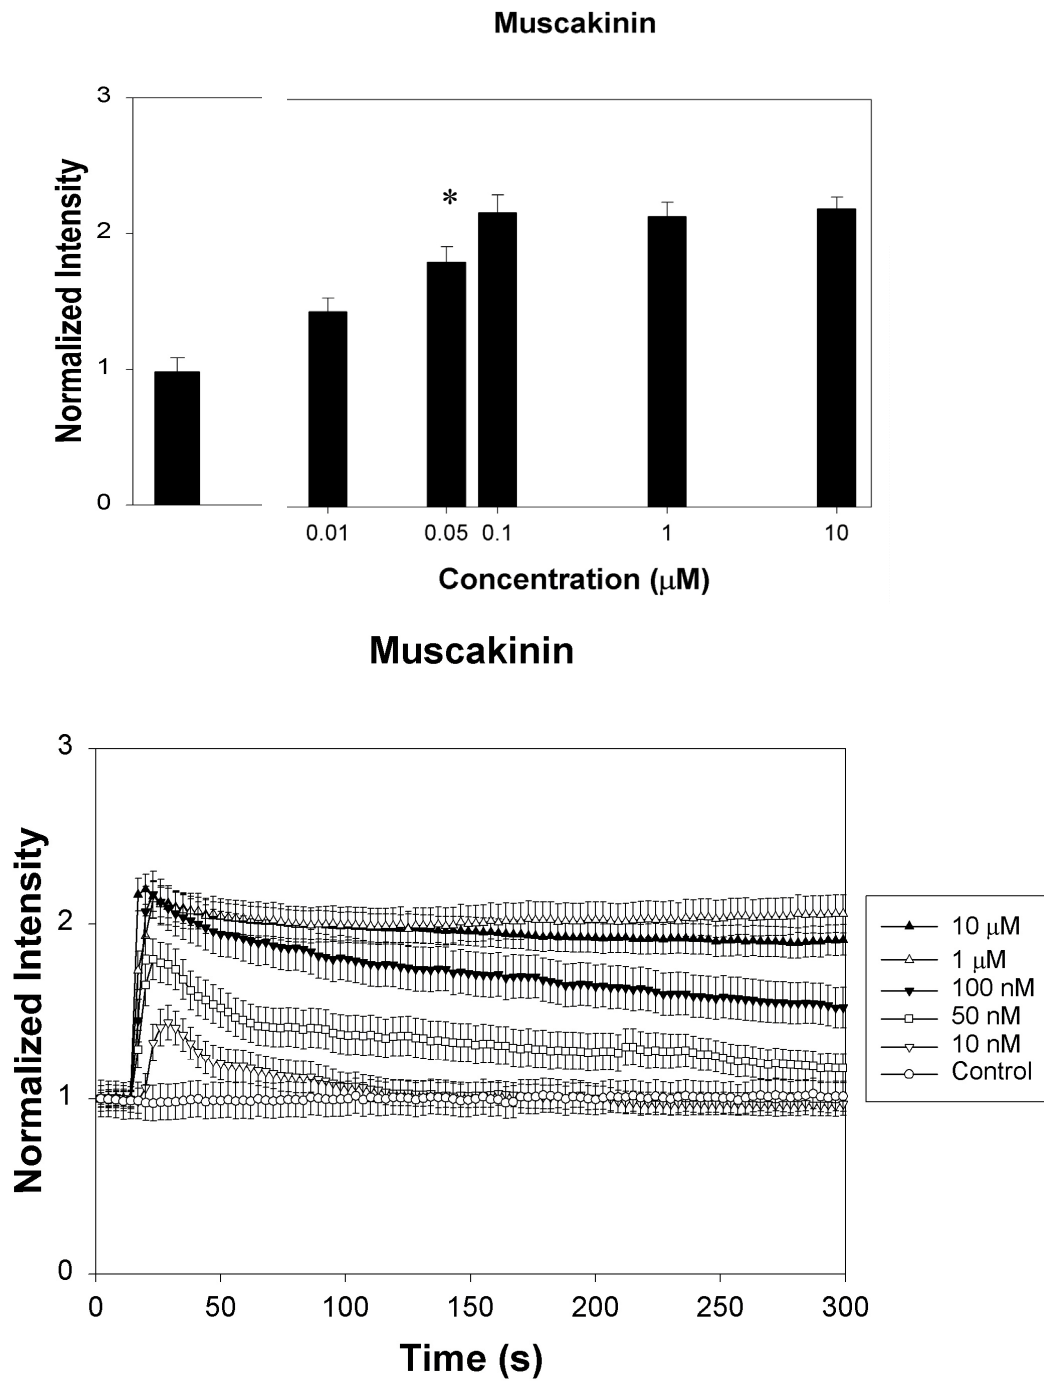 Muscakinin
3
2
1
0
Normalized Intensity
*
0.01 0.05 0.1 1 10
Concentration (μM)
Muscakinin
3
2
1
0
Normalized Intensity
0 50 100 150 200 250 300
Time (s)
10 μM
1 μM
100 nM
50 nM
10 nM
Control